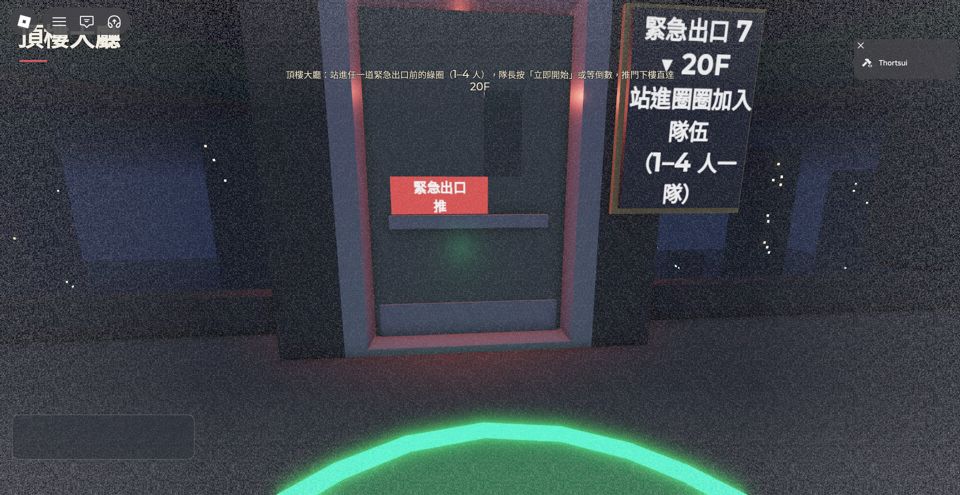 頂樓大廳
頂樓大廳：站進任一道緊急出口前的綠圈（1–4 人），隊長按「立即開始」或等倒數，推門下樓直達
20F
緊急出口
推
緊急出口 7
▼ 20F
站進圈圈加入
隊伍
（1–4 人一
隊）
Thortsui